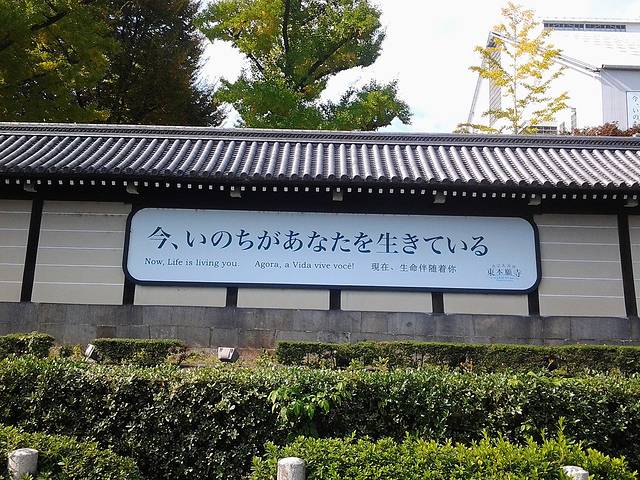 今、いのちがあなたを生きている
Now, Life is living you. Agora, a Vida vive você! 現在、生命伴随着你
東本願寺